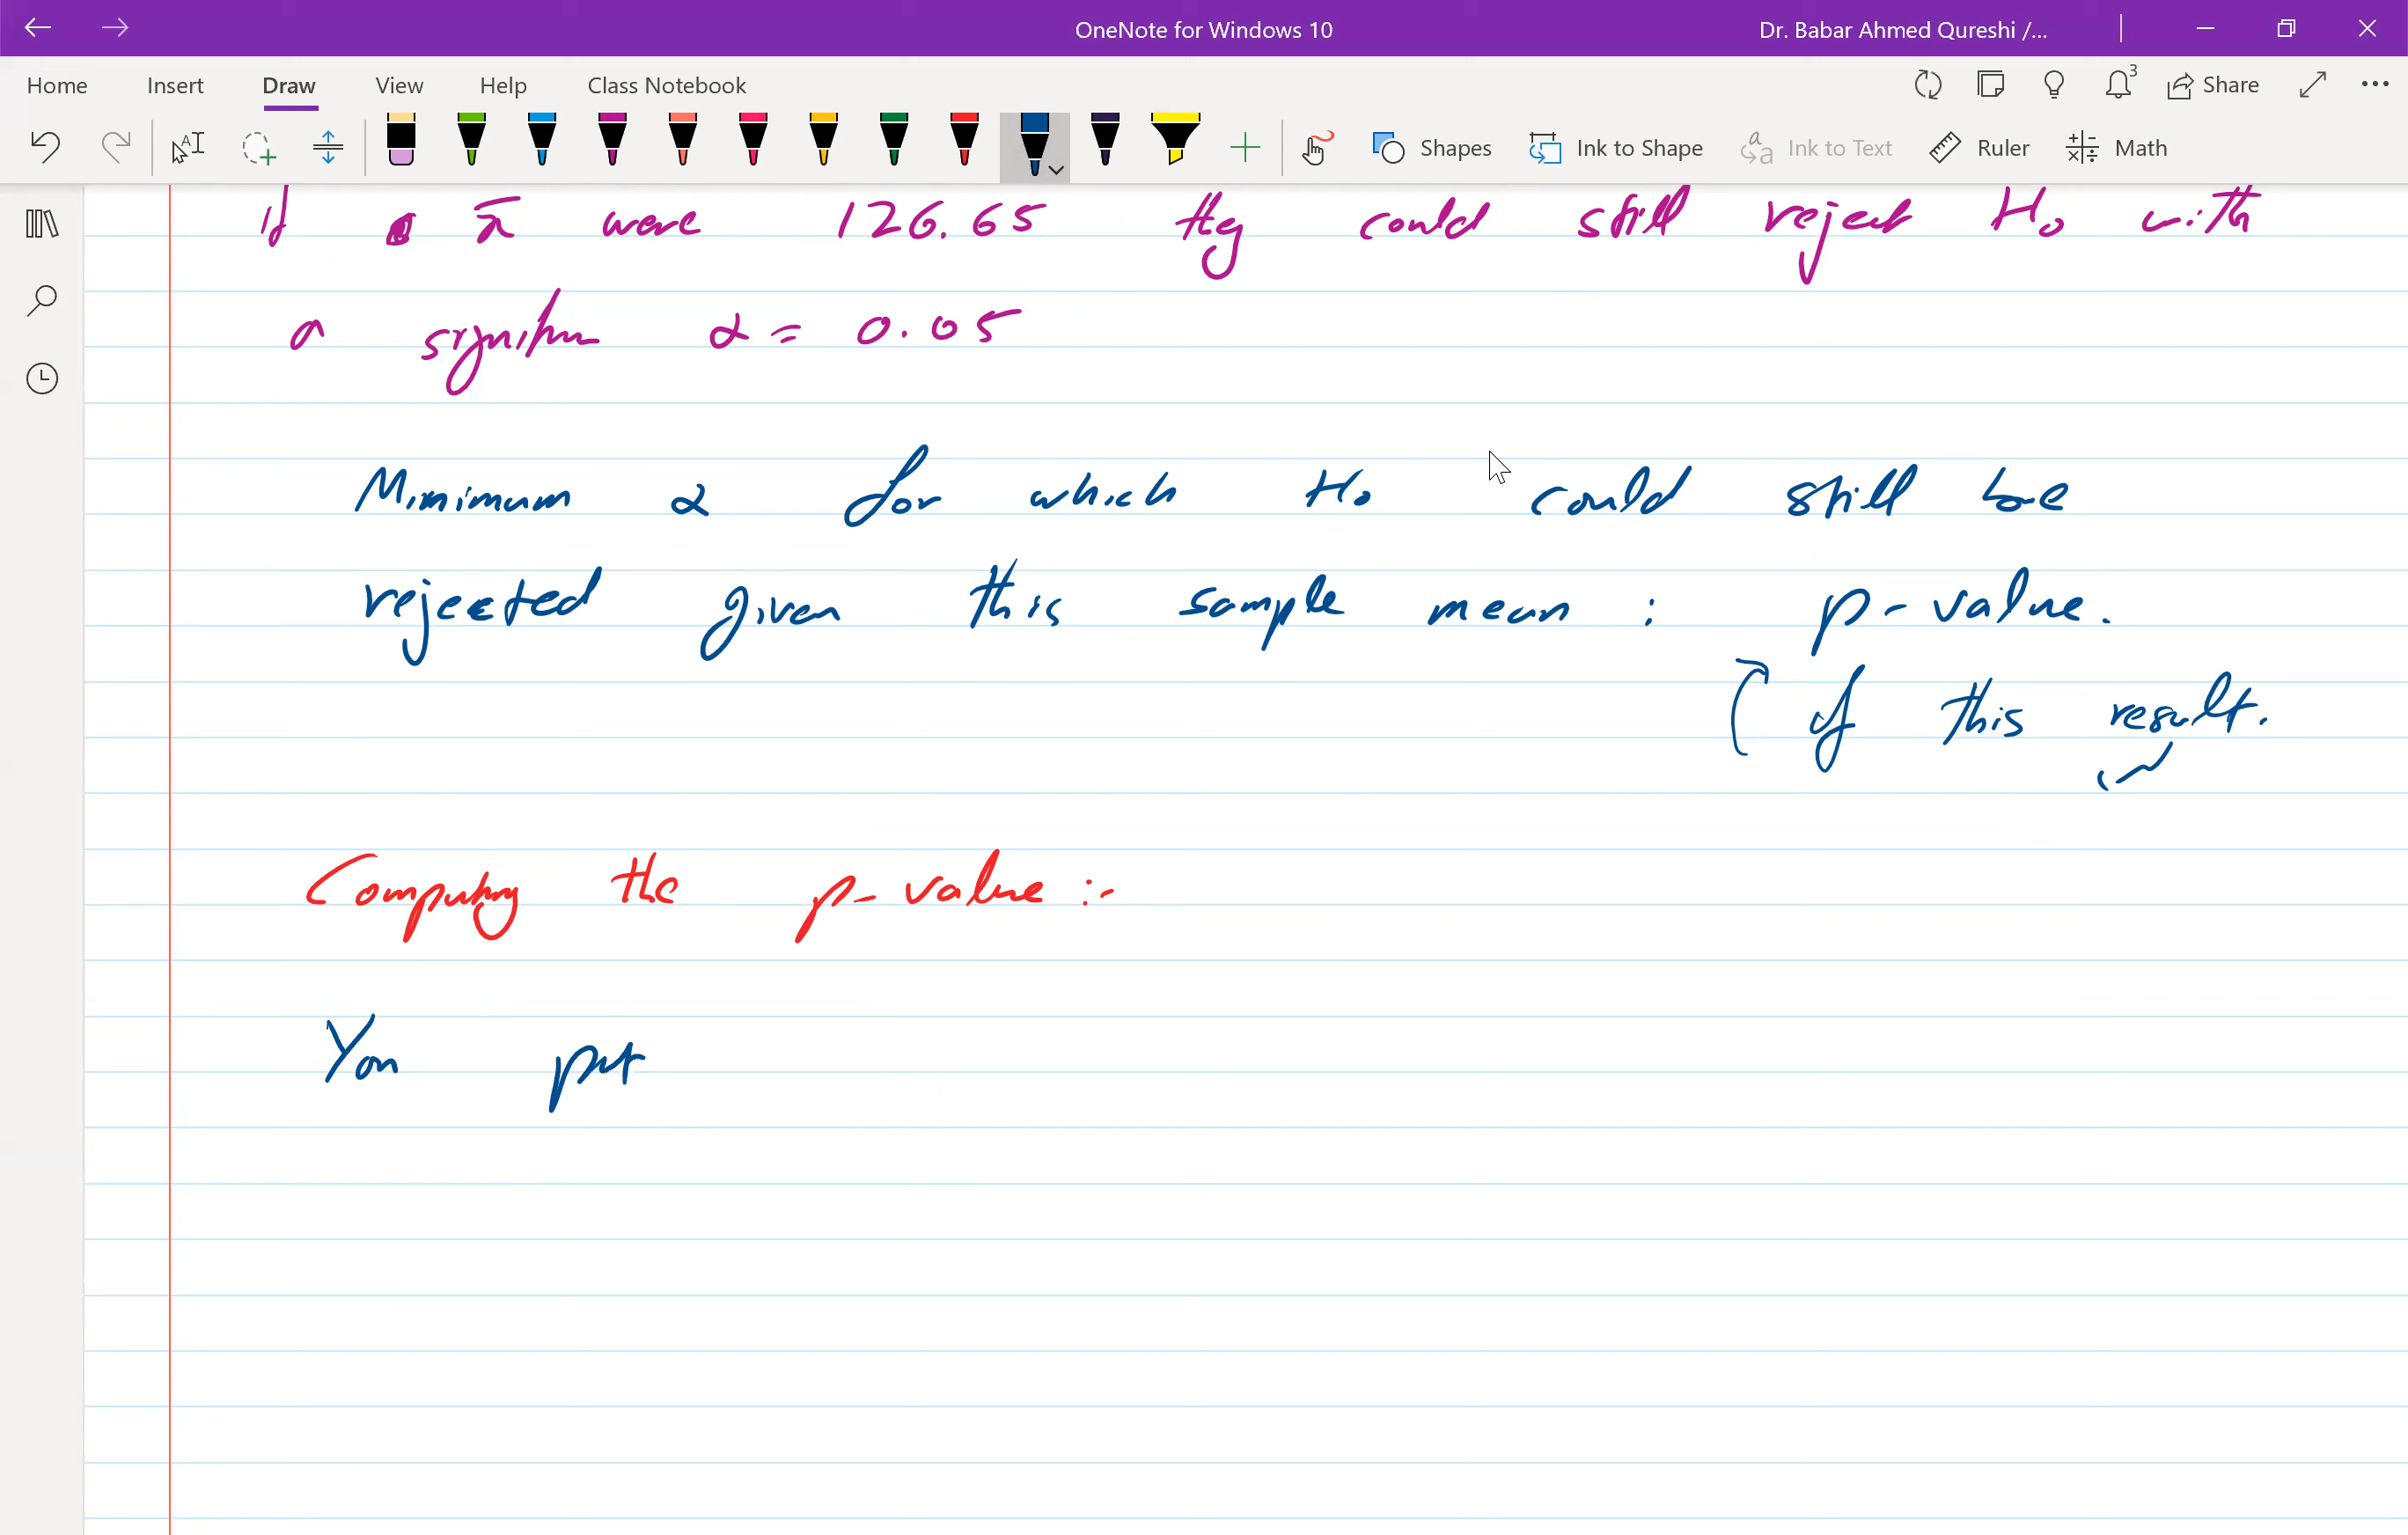 OneNote for Windows 10 Dr. Babar Ahmed Qureshi /...
Home Insert Draw View Help Class Notebook 3 Share
Shapes Ink to Shape Ink to Text Ruler Math
If x̄ were 126.65 they could still reject H₀ with
a α = 0.05
Minimum α for which H₀ could still be
rejected given this sample mean : p-value.
of this result.
Computing the p-value :-
You put